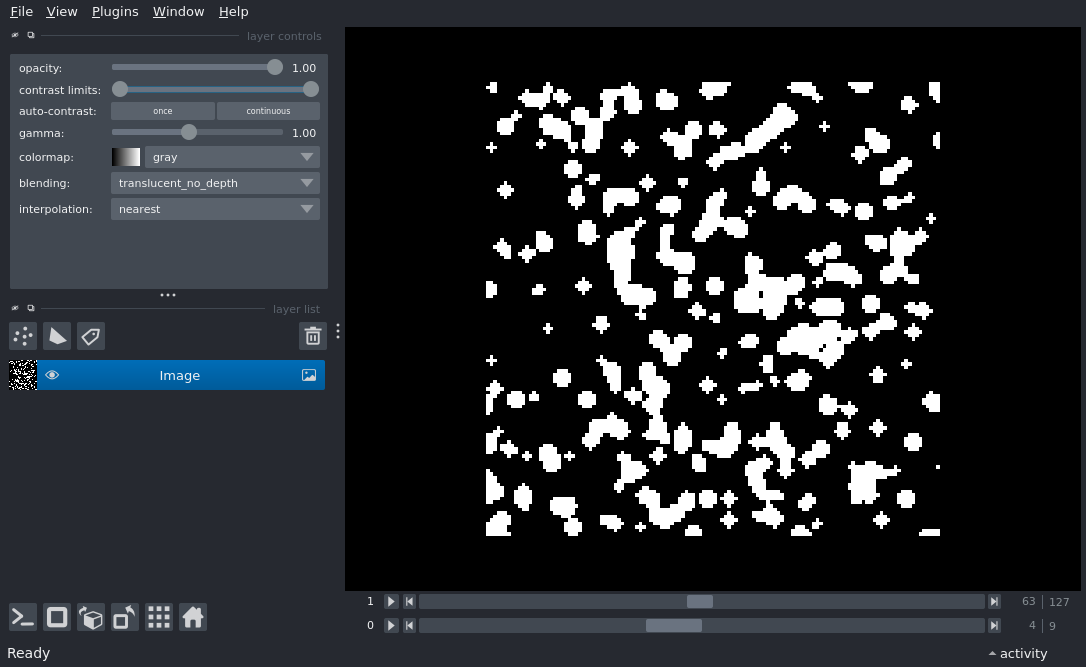 File View Plugins Window Help
layer controls
opacity: 1.00
contrast limits:
auto-contrast: once continuous
gamma: 1.00
colormap: gray
blending: translucent_no_depth
interpolation: nearest
layer list
Image
1 63 127
0 4 9
Ready activity